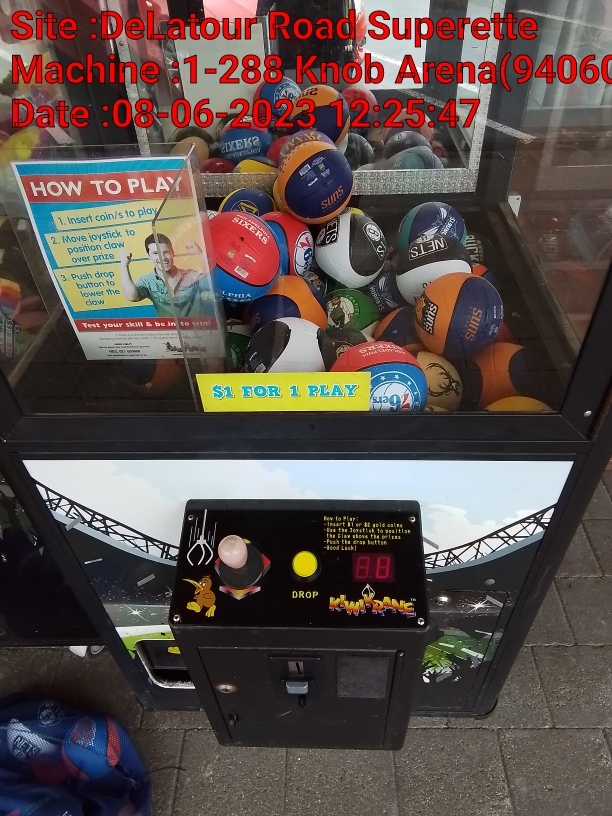 Site :DeLatour Road Superette
Machine :1-288 Knob Arena(94060
Date :08-06-2023 12:25:47
HOW TO PLAY
1. Insert coin/s to play
2. Move joystick to
position claw
over prize
3. Push drop
button to
lower the
claw
Test your skill & be in to win!
$1 FOR 1 PLAY
SIXERS
SUNS
SIXERS
NETS
SUNS
SIXERS
76ers
How to Play:
-Insert $1 or $2 gold coins
-Use the Joystick to position
the Claw above the prizes
-Push the drop button
-Good Luck!
DROP
88
KIWIKRANE™
NETS